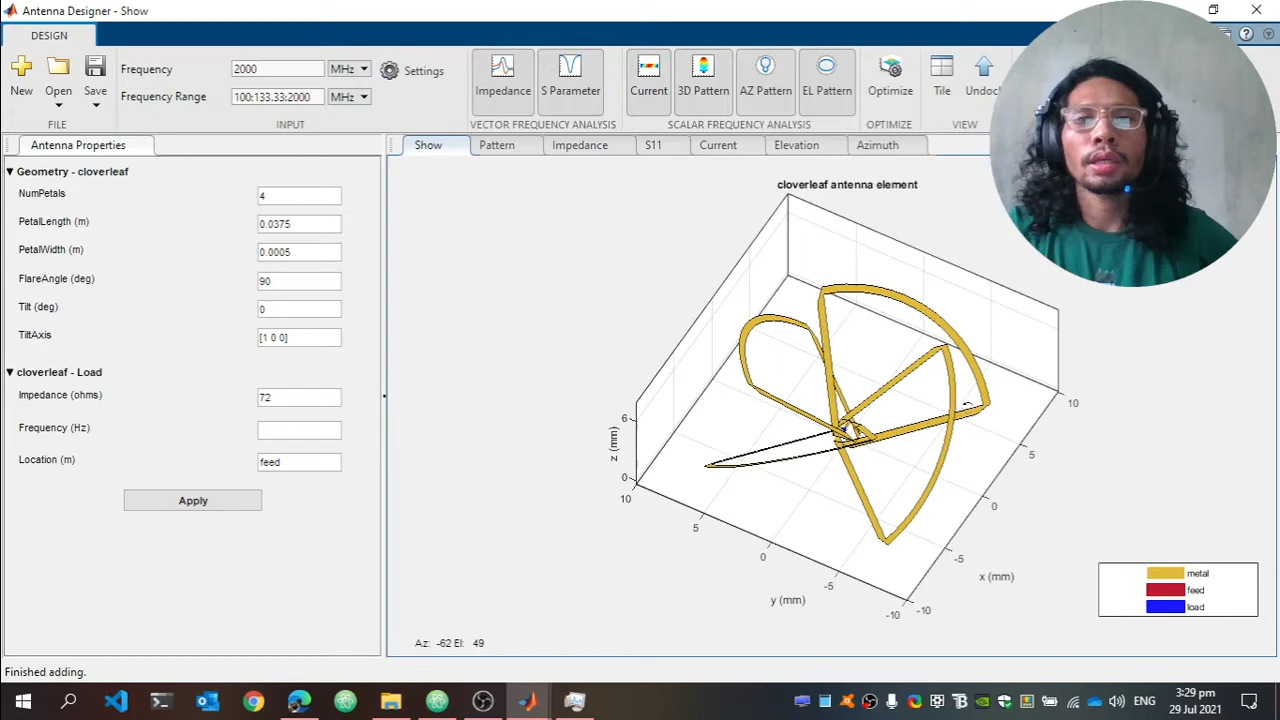 Antenna Designer - Show
DESIGN
New
Open
Save
FILE
Frequency 2000 MHz
Frequency Range 100:133.33:2000 MHz
Settings
INPUT
Impedance
S Parameter
VECTOR FREQUENCY ANALYSIS
Current
3D Pattern
AZ Pattern
EL Pattern
SCALAR FREQUENCY ANALYSIS
Optimize
OPTIMIZE
Tile
Undoc
VIEW
Antenna Properties
Show
Pattern
Impedance
S11
Current
Elevation
Azimuth
Geometry - cloverleaf
NumPetals 4
PetalLength (m) 0.0375
PetalWidth (m) 0.0005
FlareAngle (deg) 90
Tilt (deg) 0
TiltAxis [1 0 0]
cloverleaf - Load
Impedance (ohms) 72
Frequency (Hz)
Location (m) feed
Apply
cloverleaf antenna element
z (mm)
6
0
10
5
0
-5
-10
y (mm)
10
5
0
-5
-10
x (mm)
metal
feed
load
Az: -62 El: 49
Finished adding.
ENG
3:29 pm
29 Jul 2021